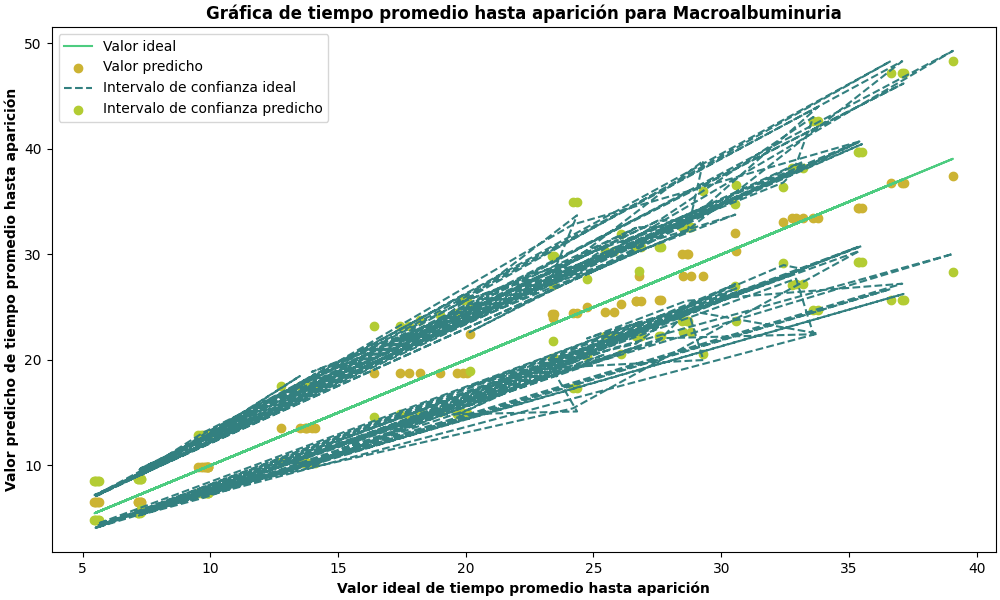 Gráfica de tiempo promedio hasta aparición para Macroalbuminuria
Valor ideal
Valor predicho
Intervalo de confianza ideal
Intervalo de confianza predicho
Valor predicho de tiempo promedio hasta aparición
50
40
30
20
10
5 10 15 20 25 30 35 40
Valor ideal de tiempo promedio hasta aparición